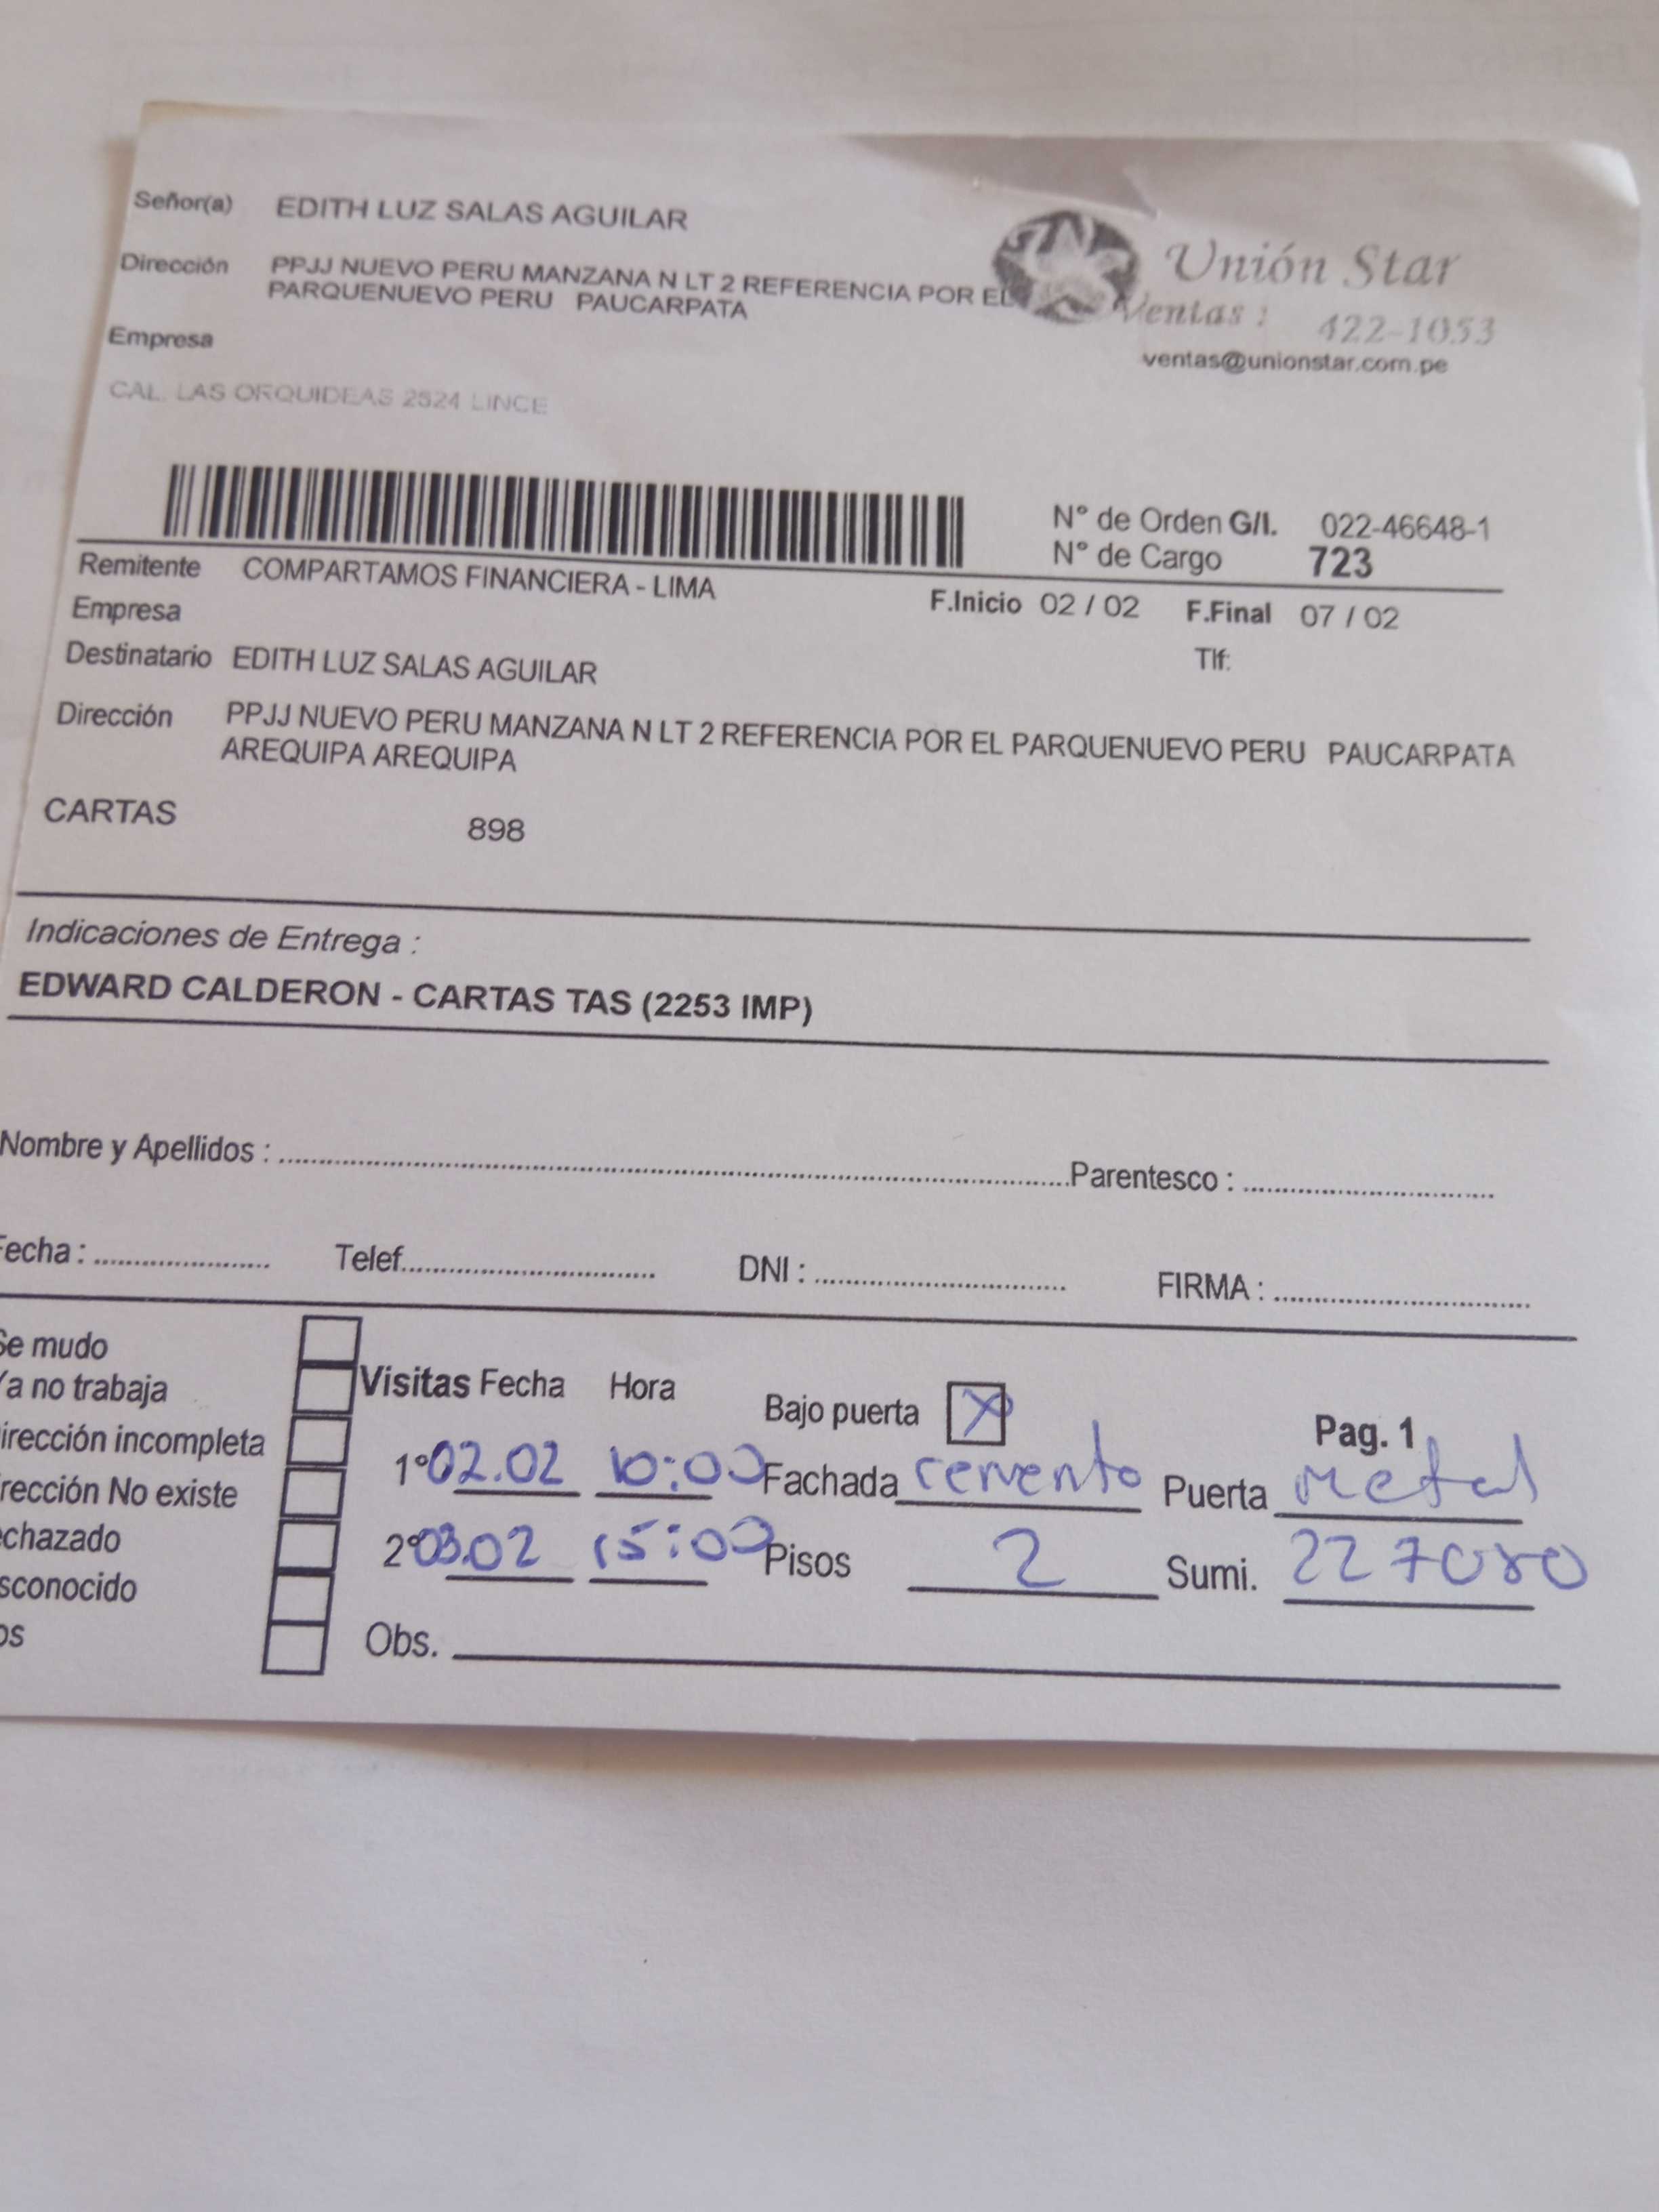 Señor(a) EDITH LUZ SALAS AGUILAR
Dirección PPJJ NUEVO PERU MANZANA N LT 2 REFERENCIA POR EL
PARQUENUEVO PERU PAUCARPATA
Unión Star
Ventas : 422-1053
ventas@unionstar.com.pe
Empresa
CAL. LAS ORQUIDEAS 2524 LINCE
N° de Orden G/I. 022-46648-1
N° de Cargo 723
Remitente COMPARTAMOS FINANCIERA - LIMA
F.Inicio 02 / 02 F.Final 07 / 02
Empresa
Tlf:
Destinatario EDITH LUZ SALAS AGUILAR
Dirección PPJJ NUEVO PERU MANZANA N LT 2 REFERENCIA POR EL PARQUENUEVO PERU PAUCARPATA
AREQUIPA AREQUIPA
CARTAS 898
Indicaciones de Entrega :
EDWARD CALDERON - CARTAS TAS (2253 IMP)
Nombre y Apellidos : Parentesco :
Fecha : Telef. DNI : FIRMA :
Se mudo
Ya no trabaja
irección incompleta
rección No existe
chazado
sconocido
os
Visitas Fecha Hora Bajo puerta X Pag. 1
1° 02.02 10:00 Fachada cemento Puerta metal
2° 03.02 15:00 Pisos 2 Sumi. 227080
Obs.